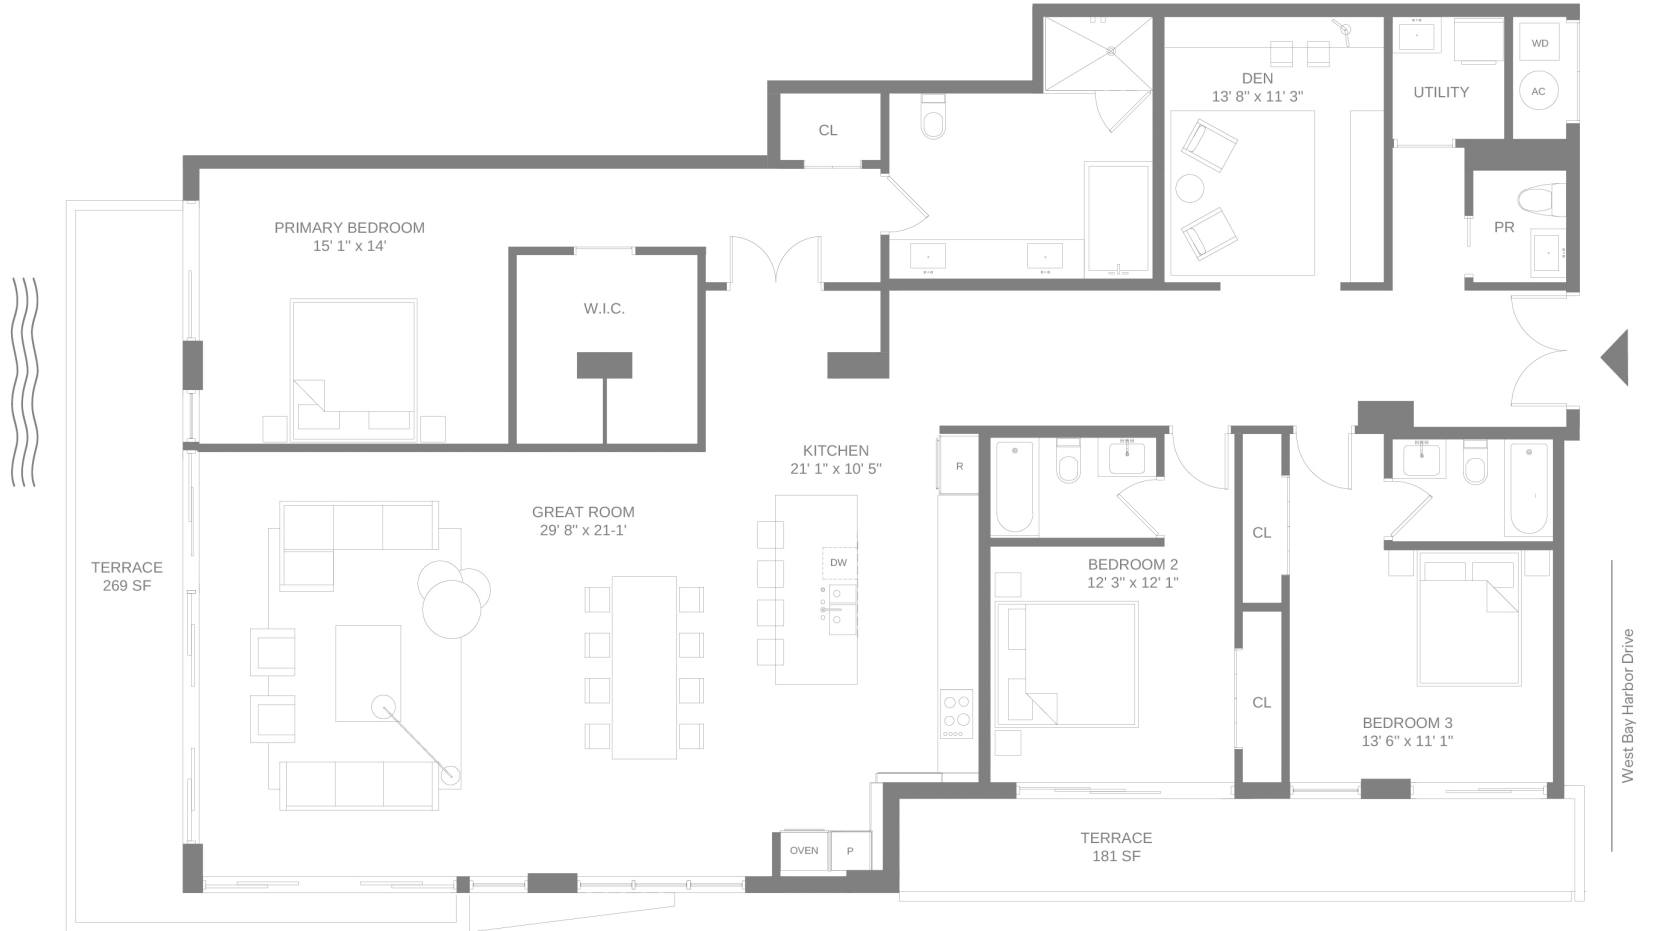 WD
DEN
13' 8" x 11' 3"
UTILITY
AC
CL
PR
PRIMARY BEDROOM
15' 1" x 14'
W.I.C.
KITCHEN
21' 1" x 10' 5"
R
GREAT ROOM
29' 8" x 21-1'
CL
TERRACE
269 SF
DW
BEDROOM 2
12' 3" x 12' 1"
CL
BEDROOM 3
13' 6" x 11' 1"
West Bay Harbor Drive
OVEN
P
TERRACE
181 SF